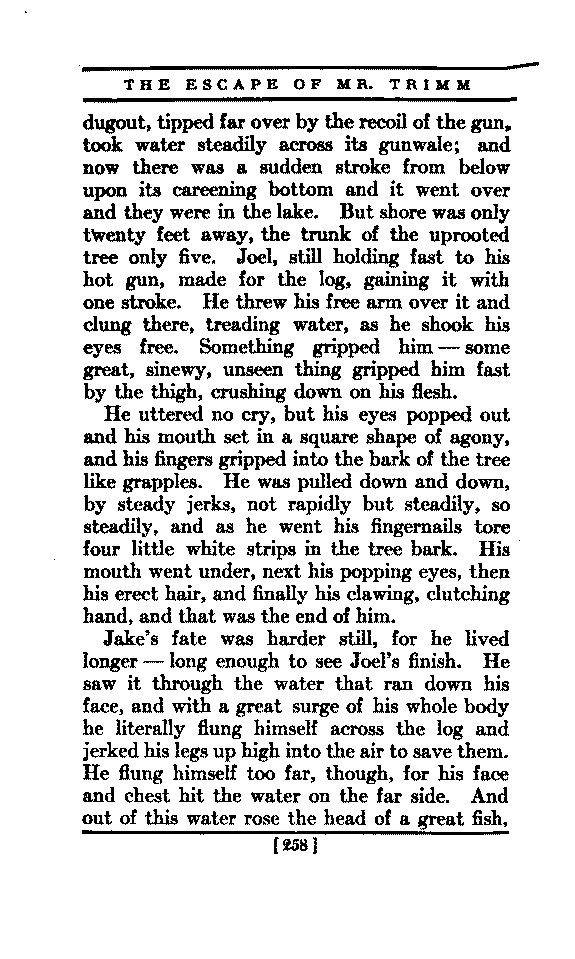 THE ESCAPE OF MR. TRIMM
dugout, tipped far over by the recoil of the gun,
took water steadily across its gunwale; and
now there was a sudden stroke from below
upon its careening bottom and it went over
and they were in the lake. But shore was only
twenty feet away, the trunk of the uprooted
tree only five. Joel, still holding fast to his
hot gun, made for the log, gaining it with
one stroke. He threw his free arm over it and
clung there, treading water, as he shook his
eyes free. Something gripped him — some
great, sinewy, unseen thing gripped him fast
by the thigh, crushing down on his flesh.
He uttered no cry, but his eyes popped out
and his mouth set in a square shape of agony,
and his fingers gripped into the bark of the tree
like grapples. He was pulled down and down,
by steady jerks, not rapidly but steadily, so
steadily, and as he went his fingernails tore
four little white strips in the tree bark. His
mouth went under, next his popping eyes, then
his erect hair, and finally his clawing, clutching
hand, and that was the end of him.
Jake's fate was harder still, for he lived
longer — long enough to see Joel's finish. He
saw it through the water that ran down his
face, and with a great surge of his whole body
he literally flung himself across the log and
jerked his legs up high into the air to save them.
He flung himself too far, though, for his face
and chest hit the water on the far side. And
out of this water rose the head of a great fish,
[258]